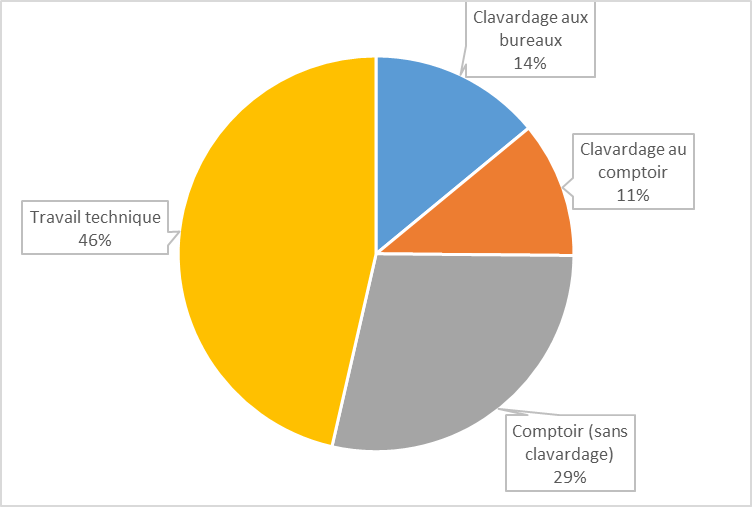 Clavardage aux
bureaux
14%
Clavardage au
comptoir
11%
Travail technique
46%
Comptoir (sans
clavardage)
29%